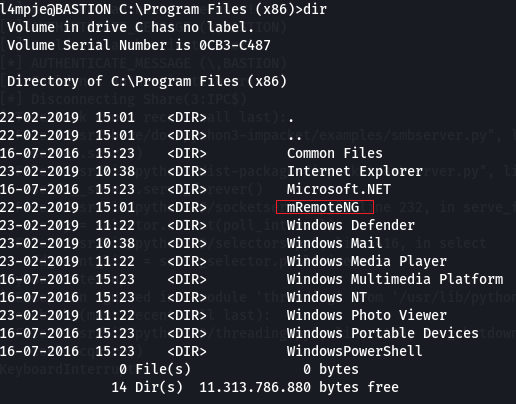 l4mpje@BASTION C:\Program Files (x86)>dir
Volume in drive C has no label.
Volume Serial Number is 0CB3-C487
Directory of C:\Program Files (x86)
22-02-2019 15:01 <DIR> .
22-02-2019 15:01 <DIR> ..
16-07-2016 15:23 <DIR> Common Files
23-02-2019 10:38 <DIR> Internet Explorer
16-07-2016 15:23 <DIR> Microsoft.NET
22-02-2019 15:01 <DIR> mRemoteNG
23-02-2019 11:22 <DIR> Windows Defender
23-02-2019 10:38 <DIR> Windows Mail
23-02-2019 11:22 <DIR> Windows Media Player
16-07-2016 15:23 <DIR> Windows Multimedia Platform
16-07-2016 15:23 <DIR> Windows NT
23-02-2019 11:22 <DIR> Windows Photo Viewer
16-07-2016 15:23 <DIR> Windows Portable Devices
16-07-2016 15:23 <DIR> WindowsPowerShell
0 File(s) 0 bytes
14 Dir(s) 11.313.786.880 bytes free